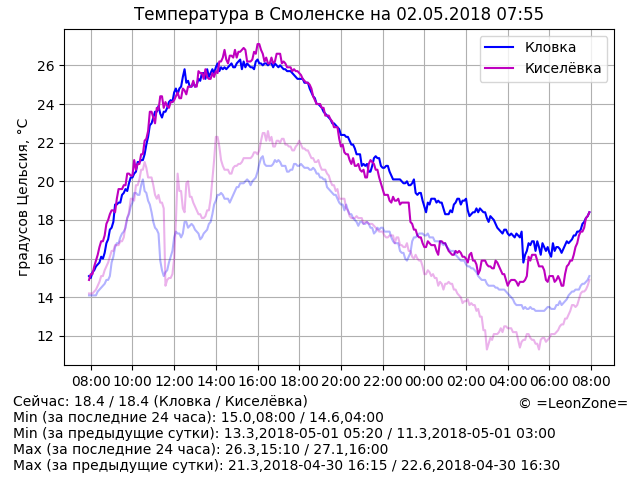 Температура в Смоленске на 02.05.2018 07:55
Кловка
Киселёвка
градусов Цельсия, °C
26
24
22
20
18
16
14
12
08:00 10:00 12:00 14:00 16:00 18:00 20:00 22:00 00:00 02:00 04:00 06:00 08:00
Сейчас: 18.4 / 18.4 (Кловка / Киселёвка)
© =LeonZone=
Min (за последние 24 часа): 15.0,08:00 / 14.6,04:00
Min (за предыдущие сутки): 13.3,2018-05-01 05:20 / 11.3,2018-05-01 03:00
Max (за последние 24 часа): 26.3,15:10 / 27.1,16:00
Max (за предыдущие сутки): 21.3,2018-04-30 16:15 / 22.6,2018-04-30 16:30